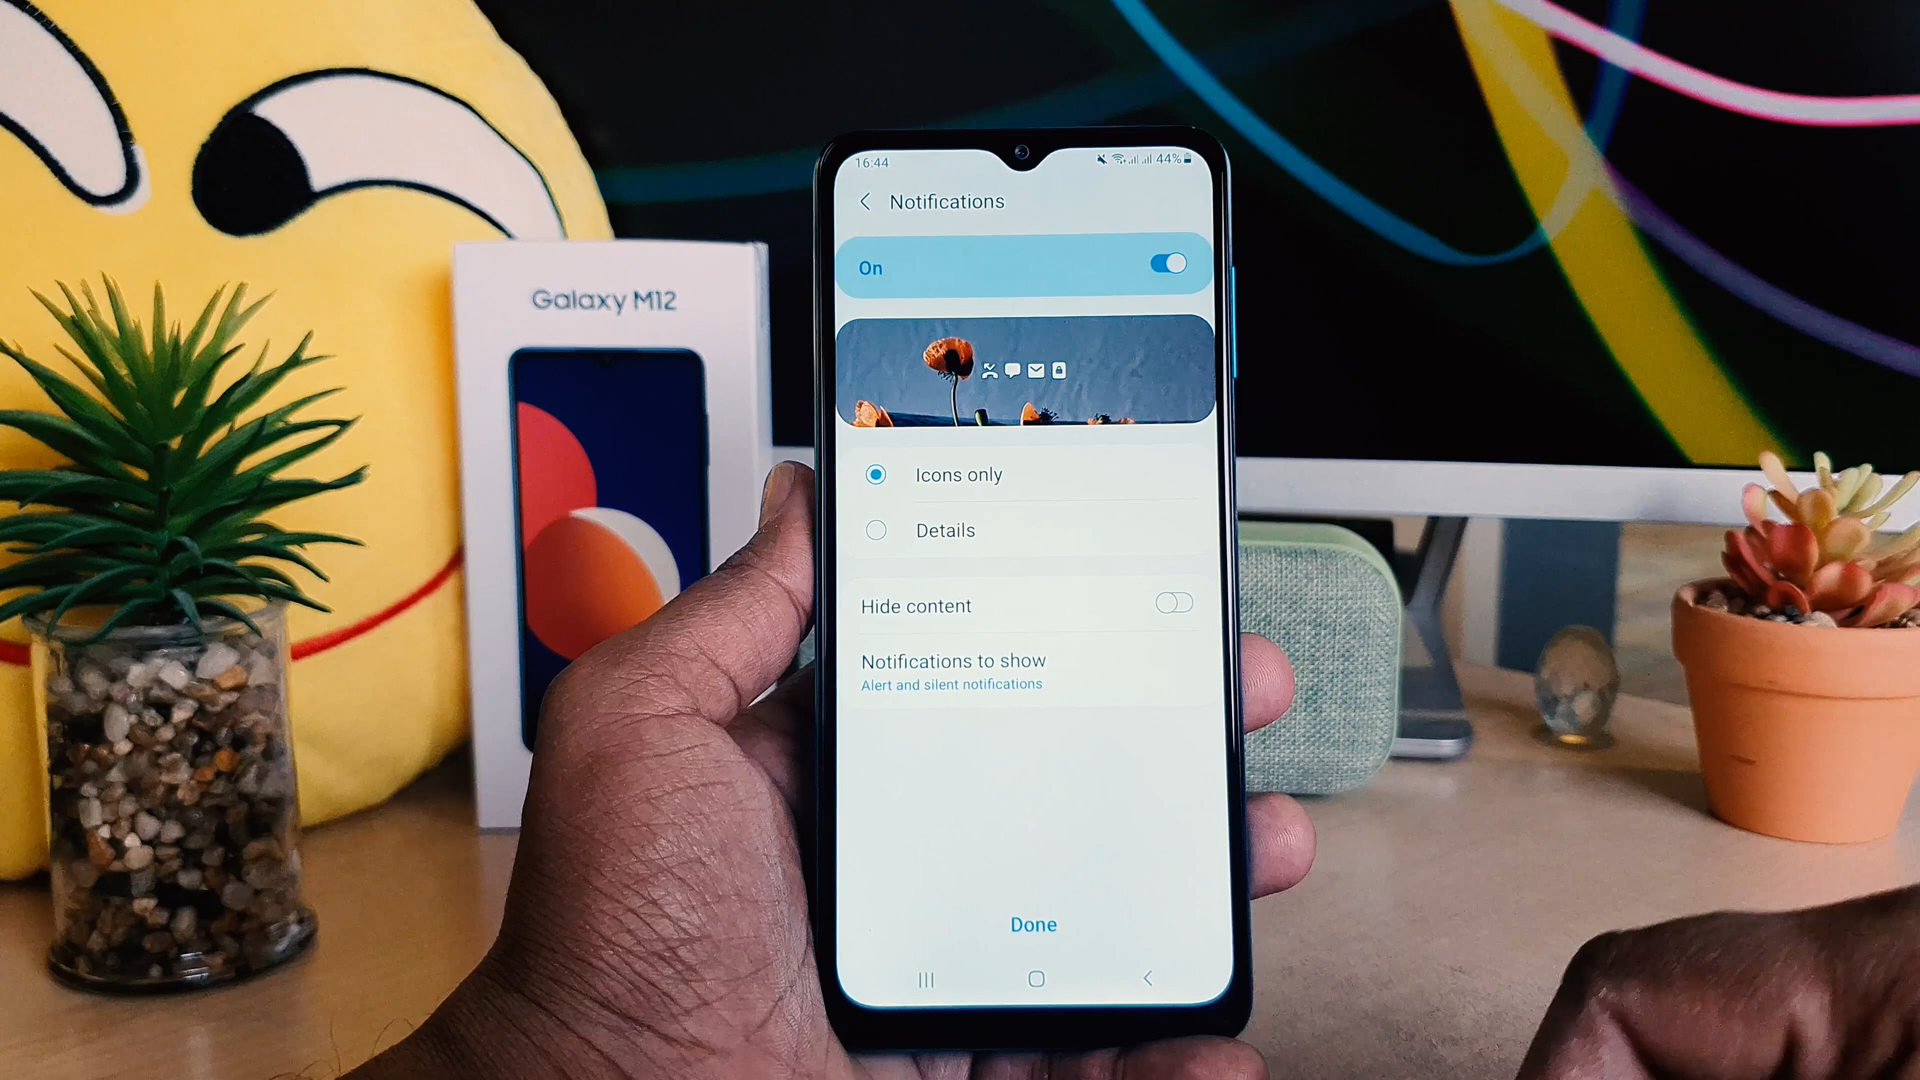 Galaxy M12
16:44
44%
Notifications
On
Icons only
Details
Hide content
Notifications to show
Alert and silent notifications
Done